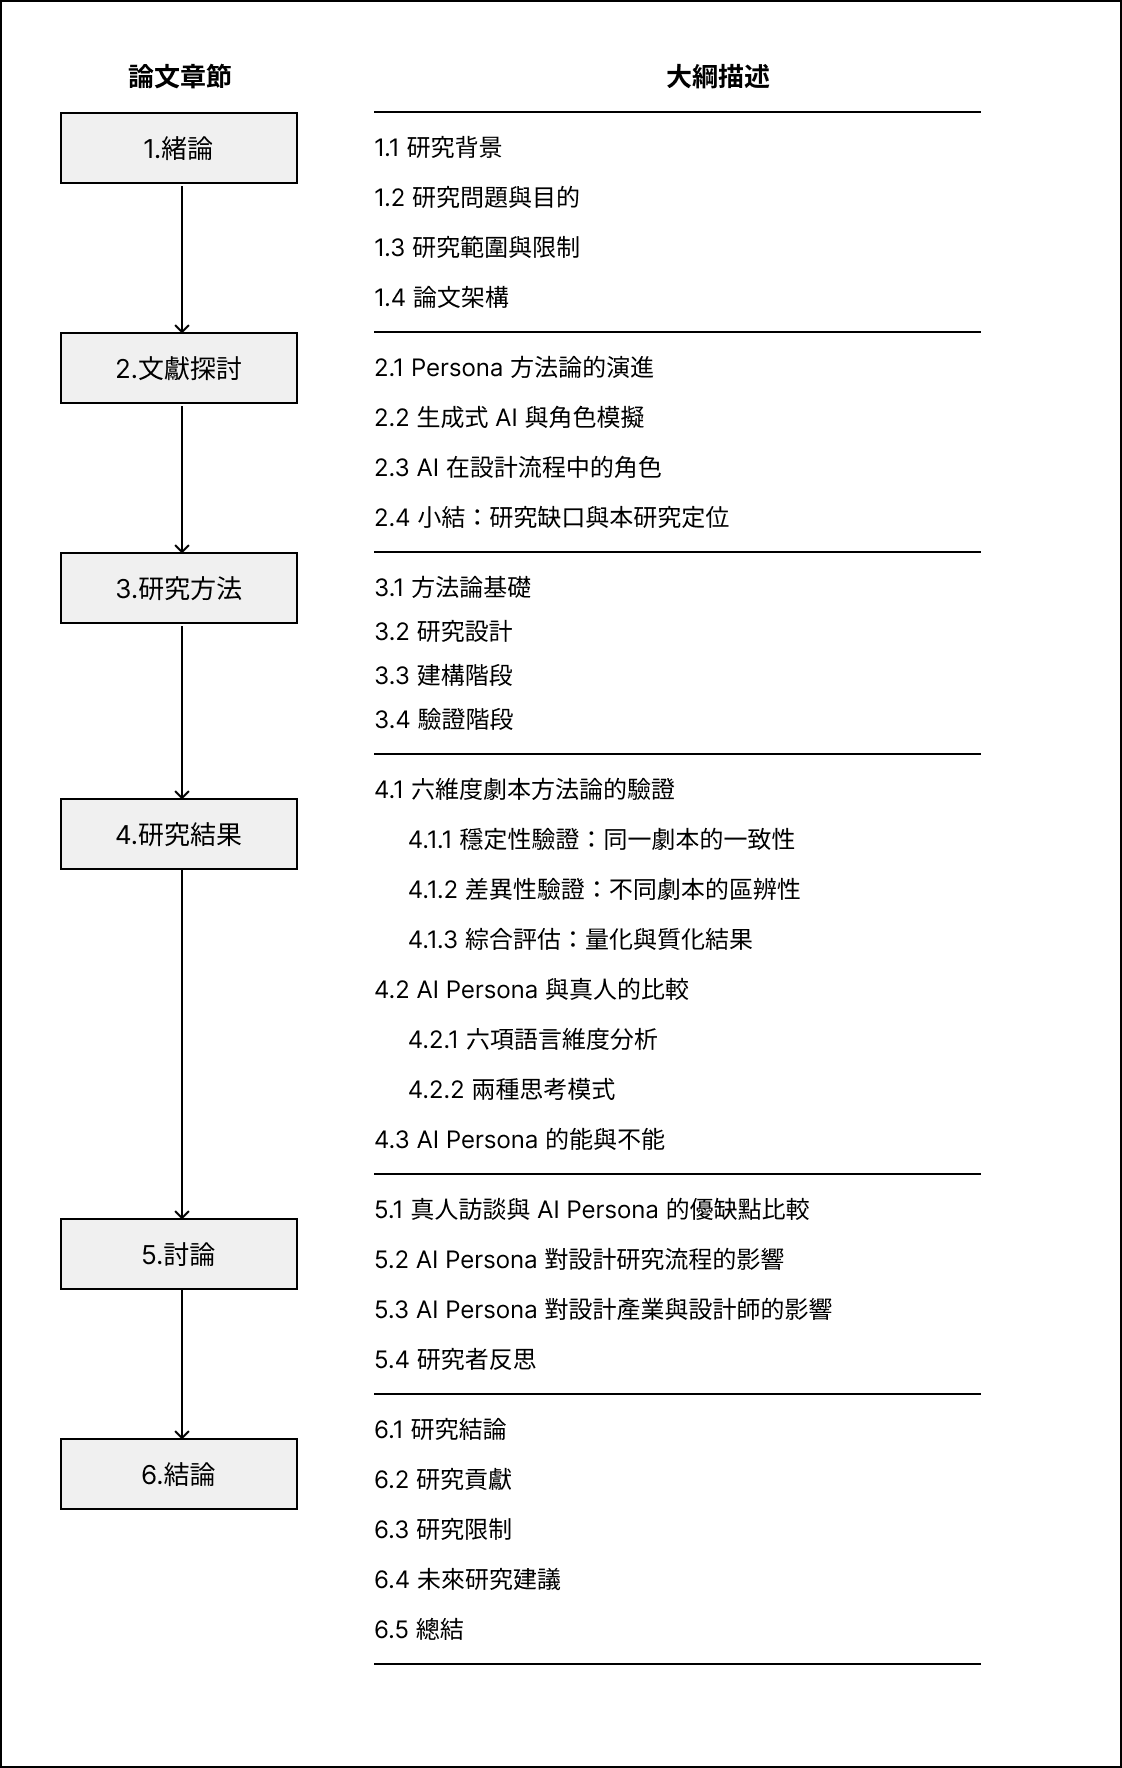 論文章節
大綱描述
1.緒論
1.1 研究背景
1.2 研究問題與目的
1.3 研究範圍與限制
1.4 論文架構
2.文獻探討
2.1 Persona 方法論的演進
2.2 生成式 AI 與角色模擬
2.3 AI 在設計流程中的角色
2.4 小結：研究缺口與本研究定位
3.研究方法
3.1 方法論基礎
3.2 研究設計
3.3 建構階段
3.4 驗證階段
4.研究結果
4.1 六維度劇本方法論的驗證
4.1.1 穩定性驗證：同一劇本的一致性
4.1.2 差異性驗證：不同劇本的區辨性
4.1.3 綜合評估：量化與質化結果
4.2 AI Persona 與真人的比較
4.2.1 六項語言維度分析
4.2.2 兩種思考模式
4.3 AI Persona 的能與不能
5.討論
5.1 真人訪談與 AI Persona 的優缺點比較
5.2 AI Persona 對設計研究流程的影響
5.3 AI Persona 對設計產業與設計師的影響
5.4 研究者反思
6.結論
6.1 研究結論
6.2 研究貢獻
6.3 研究限制
6.4 未來研究建議
6.5 總結